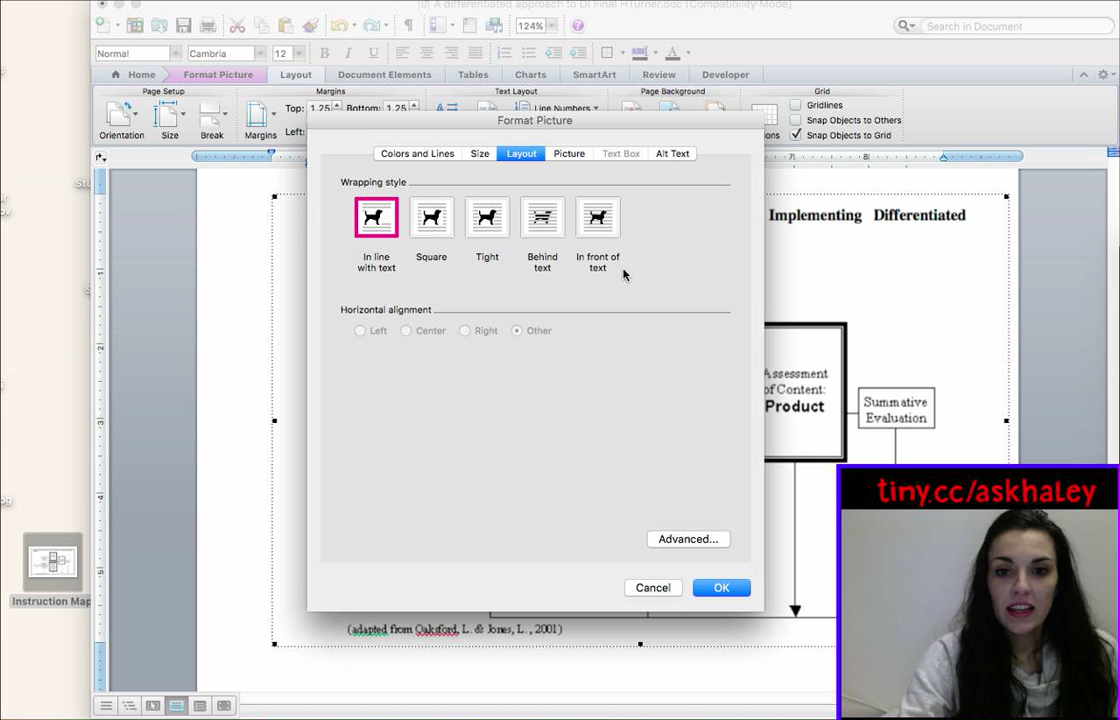 A differentiated approach to DI Final HTurner.doc [Compatibility Mode]
124%
Search in Document
Normal
Cambria
12
B I U
A
Home
Format Picture
Layout
Document Elements
Tables
Charts
SmartArt
Review
Developer
Page Setup
Margins
Text Layout
Page Background
Grid
Orientation
Size
Break
Margins
Top: 1.25
Bottom: 1.25
Left:
Line Numbers
Gridlines
Snap Objects to Others
Snap Objects to Grid
Format Picture
Colors and Lines
Size
Layout
Picture
Text Box
Alt Text
Wrapping style
In line with text
Square
Tight
Behind text
In front of text
Horizontal alignment
Left
Center
Right
Other
Advanced...
Cancel
OK
Implementing Differentiated
Assessment
of Content:
Product
Summative
Evaluation
(adapted from Oaksford, L. & Jones, L., 2001)
Instruction Map
tiny.cc/askhaley